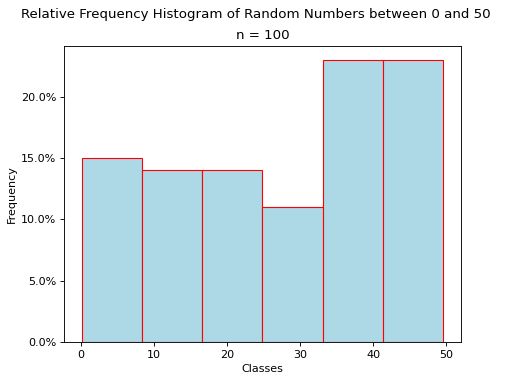 Relative Frequency Histogram of Random Numbers between 0 and 50
n = 100
20.0%
15.0%
10.0%
5.0%
0.0%
Frequency
0 10 20 30 40 50
Classes